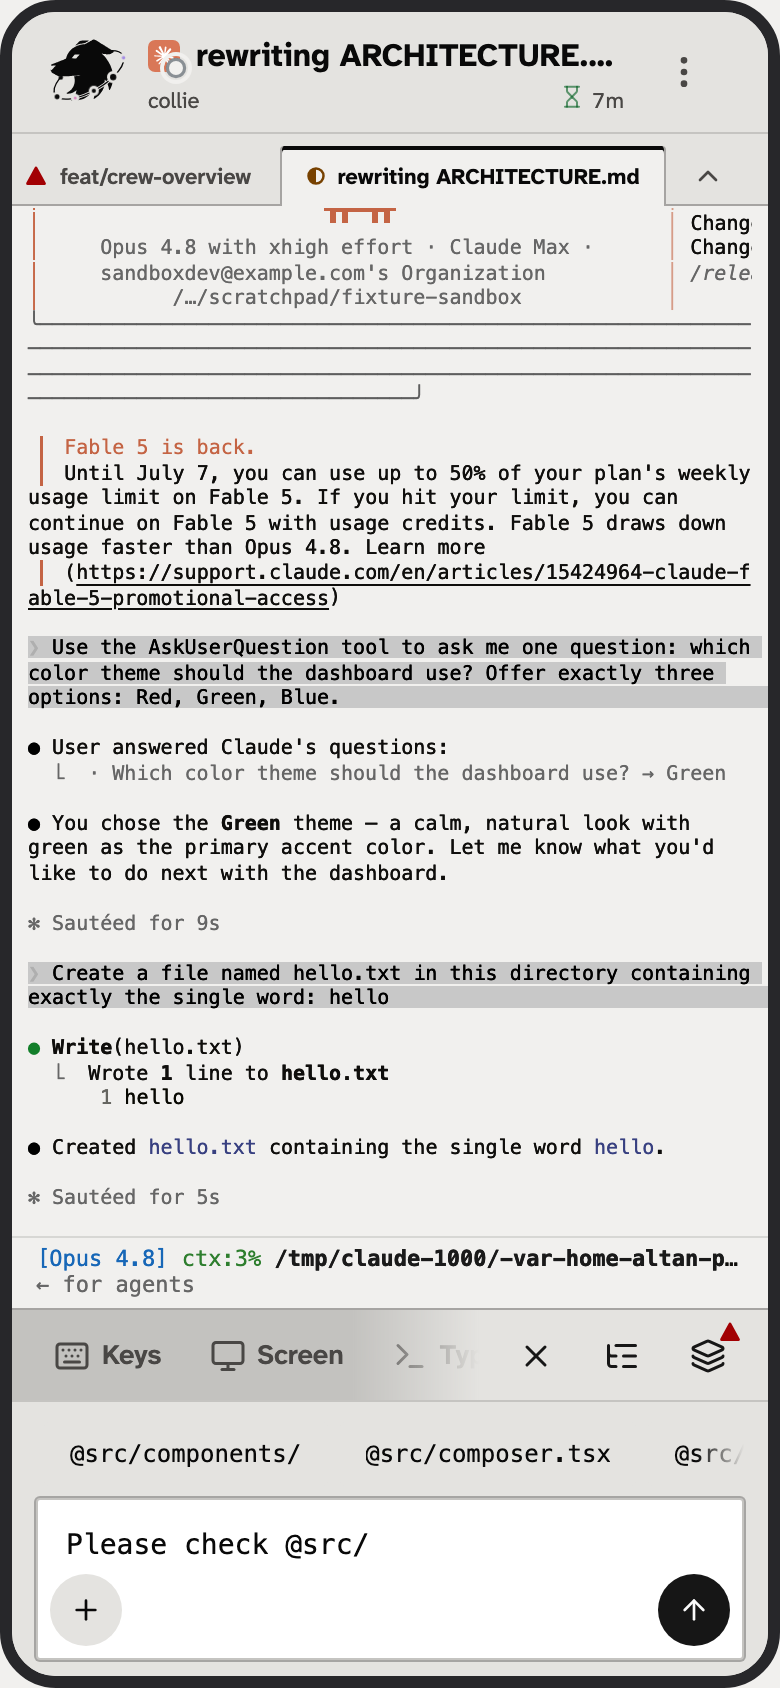 rewriting ARCHITECTURE....
collie
7m
feat/crew-overview
rewriting ARCHITECTURE.md
Opus 4.8 with xhigh effort · Claude Max ·
sandboxdev@example.com's Organization
/…/scratchpad/fixture-sandbox
Chang
Chang
/rele
Fable 5 is back.
Until July 7, you can use up to 50% of your plan's weekly
usage limit on Fable 5. If you hit your limit, you can
continue on Fable 5 with usage credits. Fable 5 draws down
usage faster than Opus 4.8. Learn more
(https://support.claude.com/en/articles/15424964-claude-f
able-5-promotional-access)
❯ Use the AskUserQuestion tool to ask me one question: which
color theme should the dashboard use? Offer exactly three
options: Red, Green, Blue.
● User answered Claude's questions:
└ · Which color theme should the dashboard use? → Green
● You chose the Green theme — a calm, natural look with
green as the primary accent color. Let me know what you'd
like to do next with the dashboard.
✻ Sautéed for 9s
❯ Create a file named hello.txt in this directory containing
exactly the single word: hello
● Write(hello.txt)
└ Wrote 1 line to hello.txt
1 hello
● Created hello.txt containing the single word hello.
✻ Sautéed for 5s
[Opus 4.8] ctx:3% /tmp/claude-1000/-var-home-altan-p…
← for agents
Keys
Screen
Typ
@src/components/
@src/composer.tsx
@src/
Please check @src/